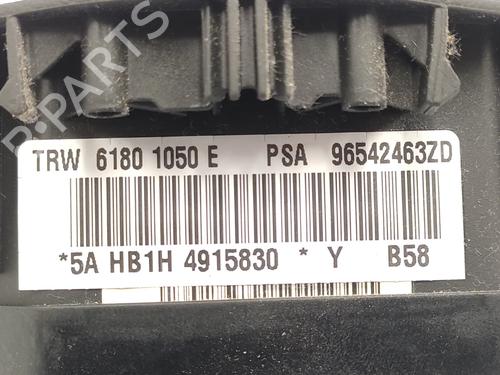 B-PARTS
TRW 6180 1050 E PSA 96542463ZD
*5A HB1H 4915830 * Y B58